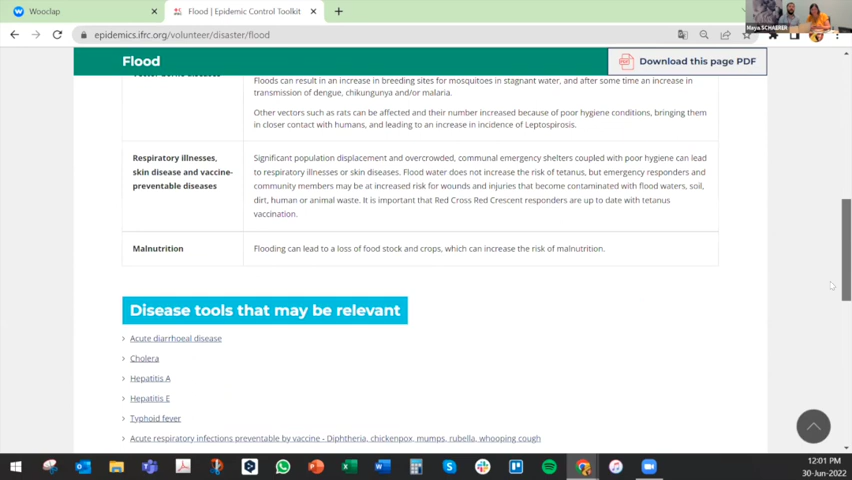 Wooclap
Flood | Epidemic Control Toolkit
epidemics.ifrc.org/volunteer/disaster/flood
Maya SCHAERER
Flood
Download this page PDF
Floods can result in an increase in breeding sites for mosquitoes in stagnant water, and after some time an increase in
transmission of dengue, chikungunya and/or malaria.
Other vectors such as rats can be affected and their number increased because of poor hygiene conditions, bringing them
in closer contact with humans, and leading to an increase in incidence of Leptospirosis.
Respiratory illnesses,
skin disease and vaccine-
preventable diseases
Significant population displacement and overcrowded, communal emergency shelters coupled with poor hygiene can lead
to respiratory illnesses or skin diseases. Flood water does not increase the risk of tetanus, but emergency responders and
community members may be at increased risk for wounds and injuries that become contaminated with flood waters, soil,
dirt, human or animal waste. It is important that Red Cross Red Crescent responders are up to date with tetanus
vaccination.
Malnutrition
Flooding can lead to a loss of food stock and crops, which can increase the risk of malnutrition.
Disease tools that may be relevant
Acute diarrhoeal disease
Cholera
Hepatitis A
Hepatitis E
Typhoid fever
Acute respiratory infections preventable by vaccine - Diphtheria, chickenpox, mumps, rubella, whooping cough
12:01 PM
30-Jun-2022